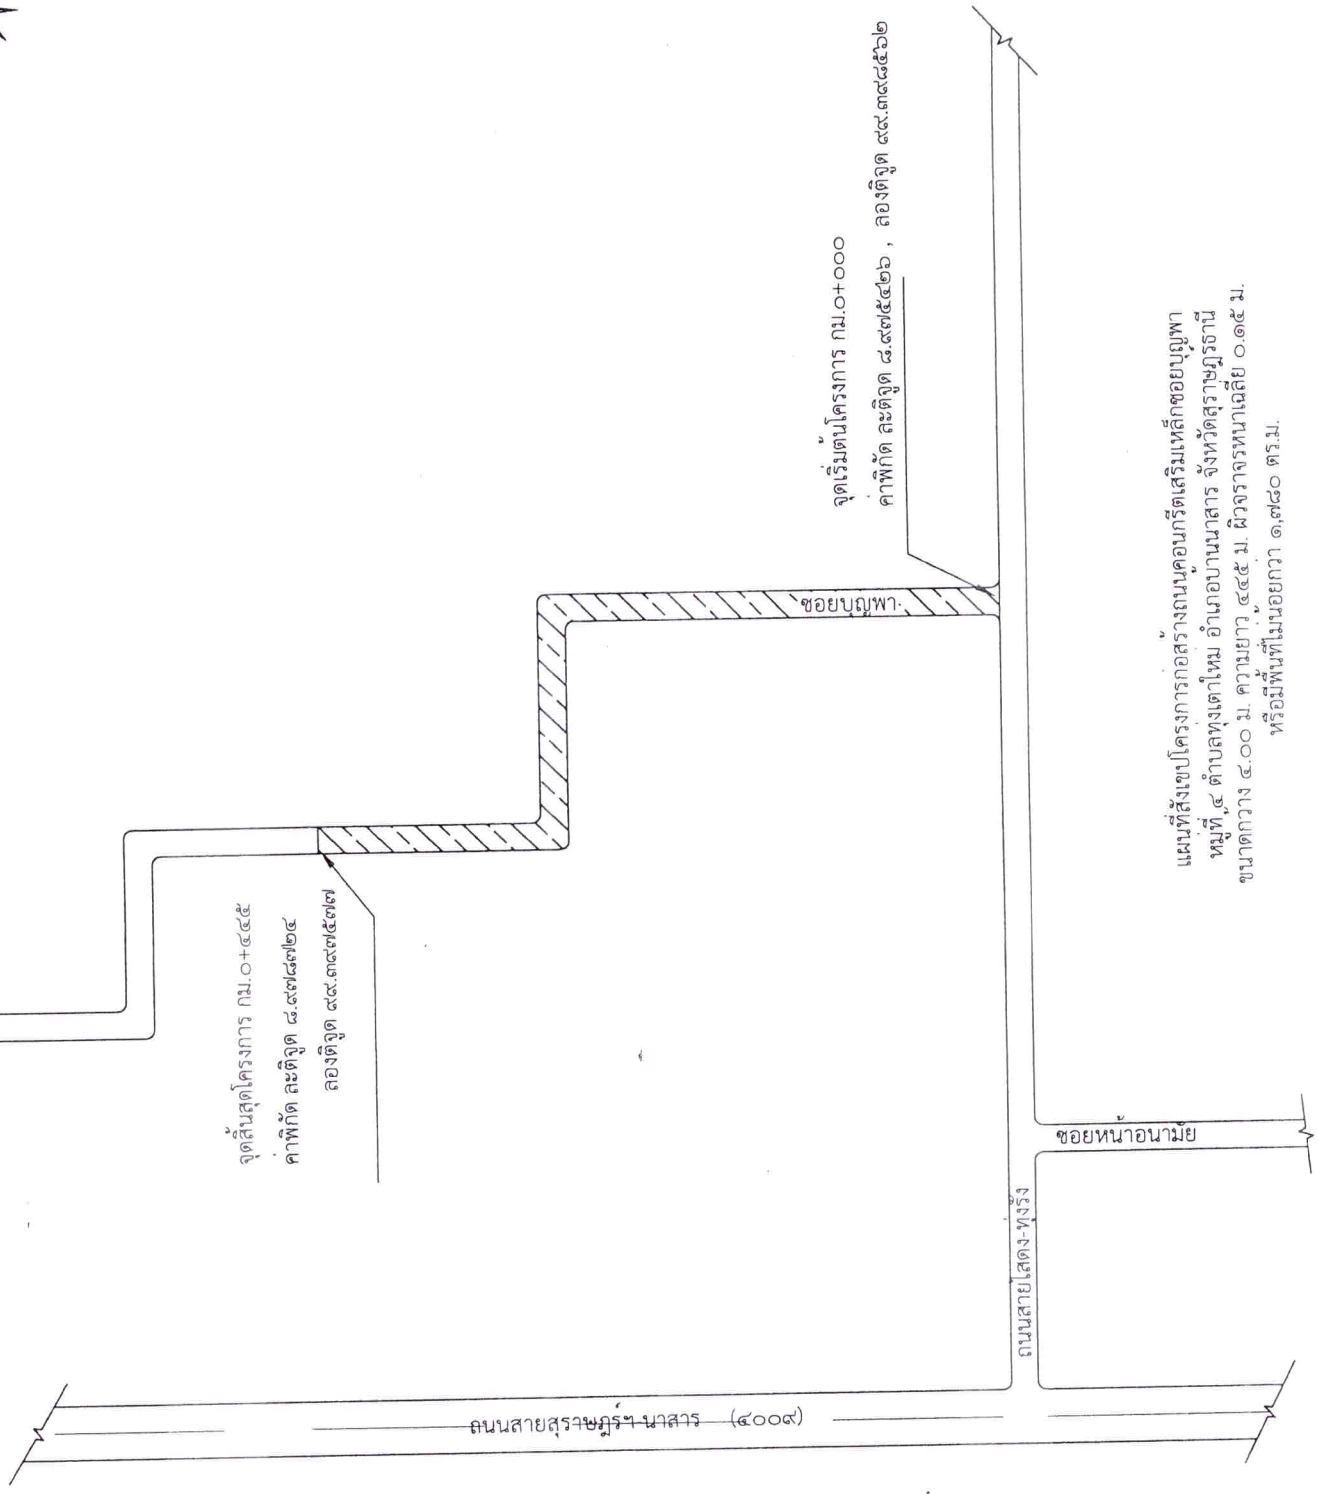 จุดเริ่มต้นโครงการ กม.๐+๐๐๐
ค่าพิกัด ละติจูด ๘.๙๗๕๔๒๖ , ลองติจูด ๙๙.๓๙๘๕๖๒
ซอยบุญพา
จุดสิ้นสุดโครงการ กม.๐+๔๔๕
ค่าพิกัด ละติจูด ๘.๙๗๘๗๒๔
ลองติจูด ๙๙.๓๙๗๕๗๗
ซอยหน้าอนามัย
ถนนสายไสดง-ทุ่งรัง
ถนนสายสุราษฎร์ฯ-นาสาร (๔๐๐๙)
แผนที่สังเขปโครงการก่อสร้างถนนคอนกรีตเสริมเหล็กซอยบุญพา
หมู่ที่ ๔ ตำบลทุ่งเตาใหม่ อำเภอบ้านนาสาร จังหวัดสุราษฎร์ธานี
ขนาดกว้าง ๔.๐๐ ม. ความยาว ๔๔๕ ม. ผิวจราจรหนาเฉลี่ย ๐.๑๕ ม.
หรือมีพื้นที่ไม่น้อยกว่า ๑,๗๘๐ ตร.ม.